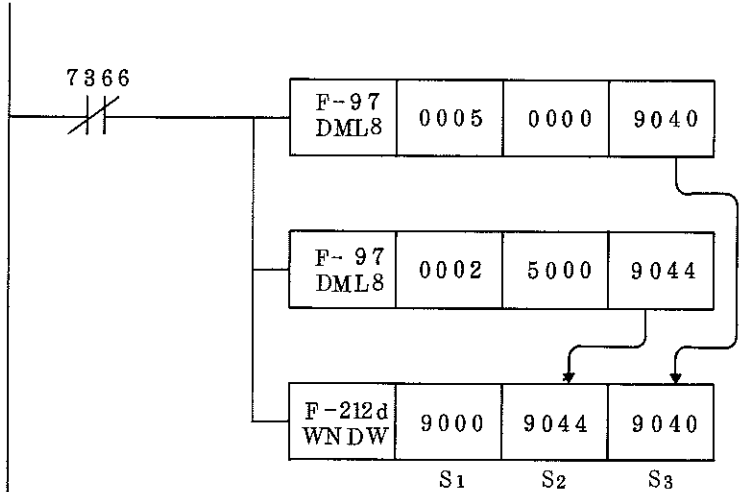 7366
F-97 0005 0000 9040
DML8
F-97 0002 5000 9044
DML8
F-212d 9000 9044 9040
WNDW
S1 S2 S3